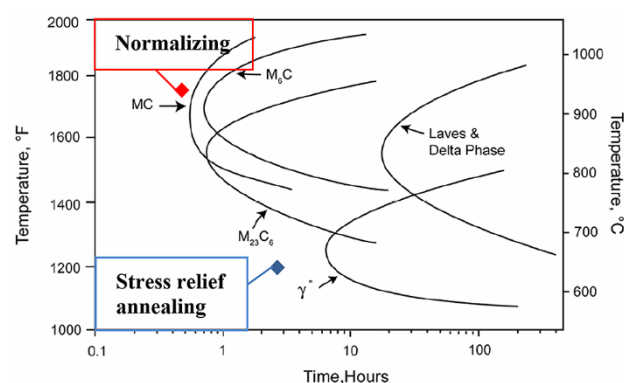 2000
1800
1600
1400
1200
1000
Temperature, °F
Normalizing
MC
M6C
M23C6
Laves &
Delta Phase
γ"
Stress relief
annealing
1000
900
800
700
600
Temperature, °C
0.1
1
10
100
Time,Hours